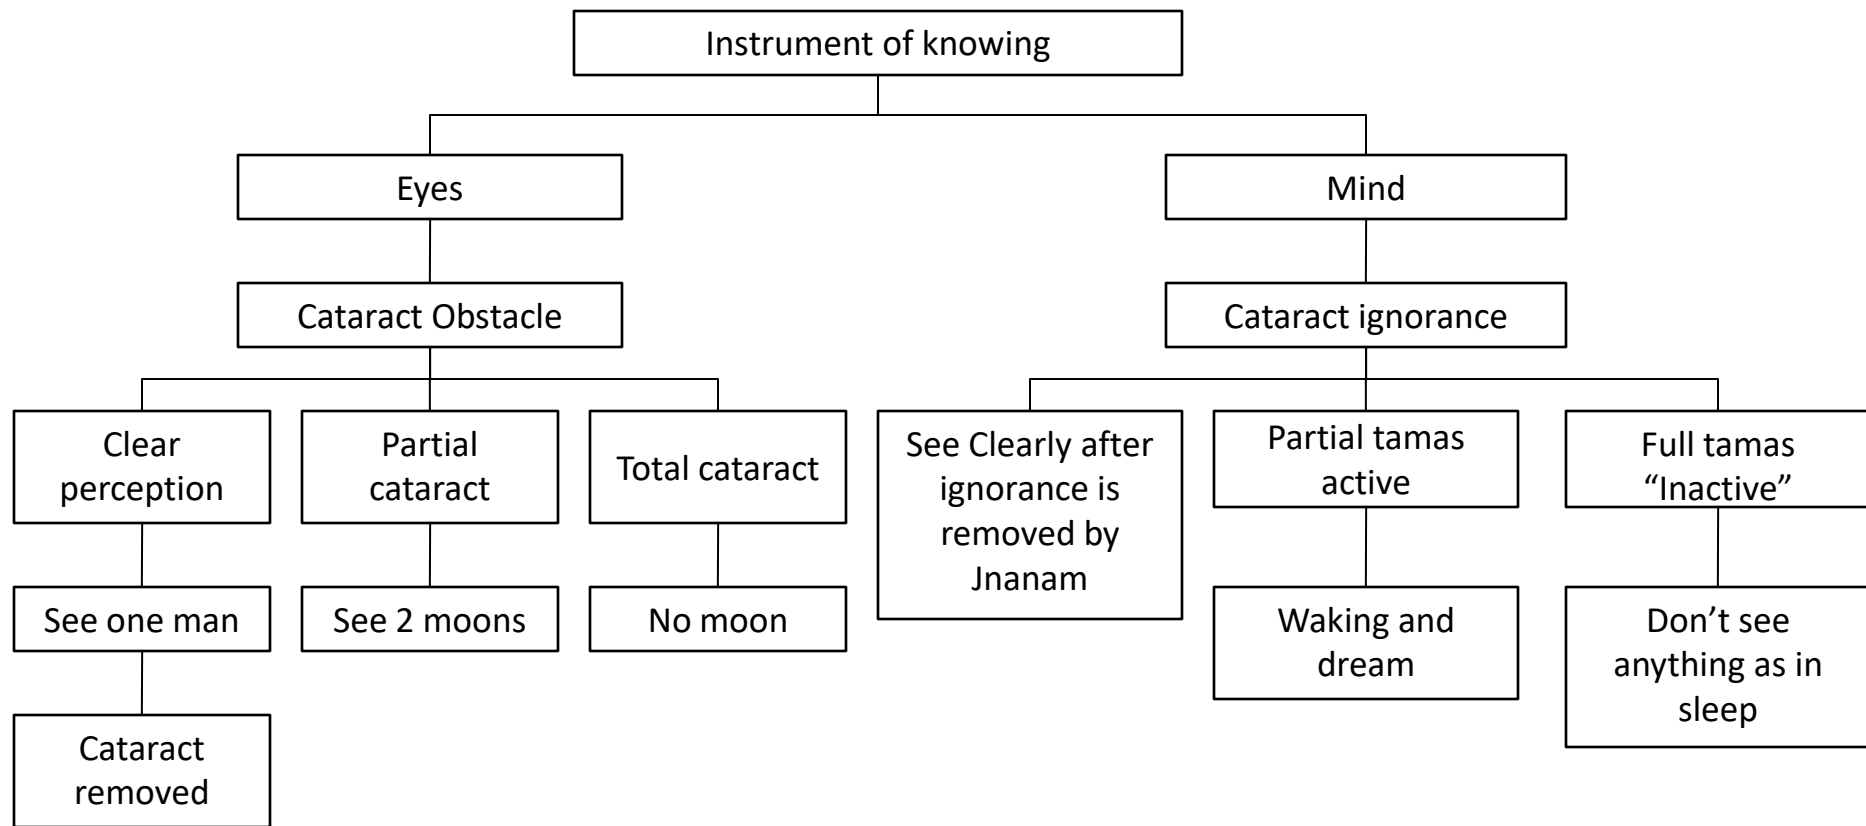 Instrument of knowing
Eyes
Mind
Cataract Obstacle
Cataract ignorance
Clear
perception
Partial
cataract
Total cataract
See Clearly after
ignorance is
removed by
Jnanam
Partial tamas
active
Full tamas
“Inactive”
See one man
See 2 moons
No moon
Waking and
dream
Don’t see
anything as in
sleep
Cataract
removed